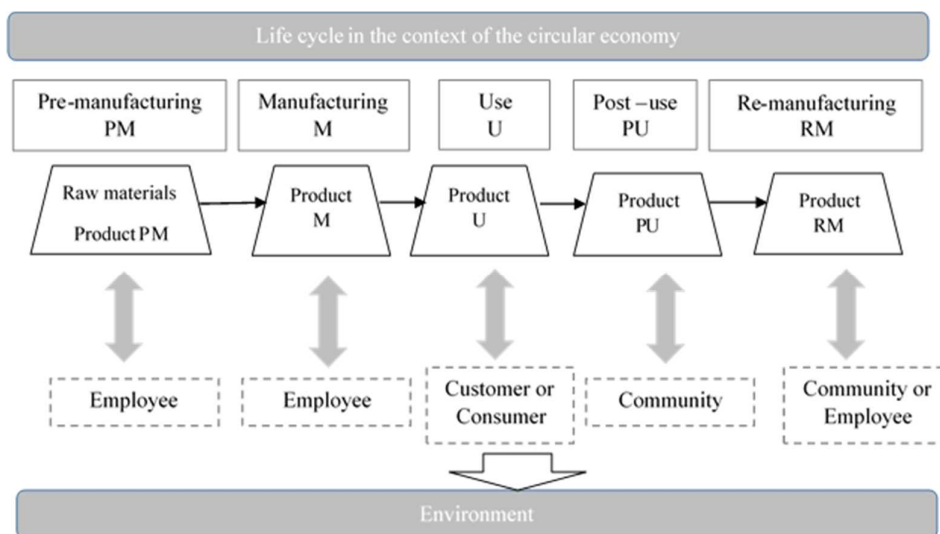 Life cycle in the context of the circular economy
Pre-manufacturing
PM
Manufacturing
M
Use
U
Post –use
PU
Re-manufacturing
RM
Raw materials
Product PM
Product
M
Product
U
Product
PU
Product
RM
Employee
Employee
Customer or
Consumer
Community
Community or
Employee
Environment